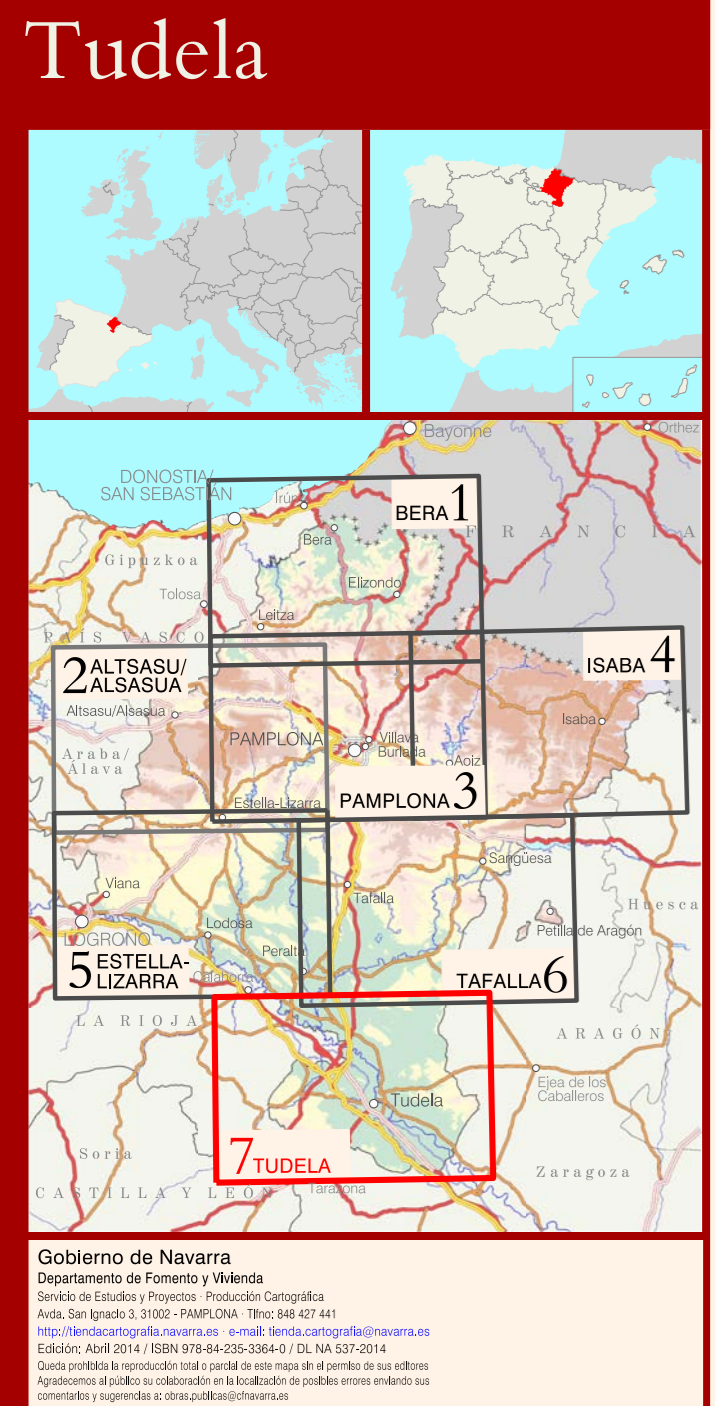 Tudela
Bayonne
Orthez
DONOSTIA/
SAN SEBASTIÁN
Irún
BERA 1
FRANCIA
Bera
Gipuzkoa
Elizondo
Tolosa
Leitza
PAÍS VASCO
2 ALTSASU/
ALSASUA
ISABA 4
Altsasu/Alsasua
Isaba
PAMPLONA
Villava
Burlada
Araba/
Álava
Aoiz
Estella-Lizarra
PAMPLONA 3
Sangüesa
Viana
Tafalla
Huesca
Lodosa
Petilla de Aragón
LOGROÑO
Peralta
5 ESTELLA-
LIZARRA
Calahorra
TAFALLA 6
LA RIOJA
ARAGÓN
Ejea de los
Caballeros
Tudela
Soria
7 TUDELA
Zaragoza
CASTILLA Y LEÓN
Tarazona
Gobierno de Navarra
Departamento de Fomento y Vivienda
Servicio de Estudios y Proyectos · Producción Cartográfica
Avda. San Ignacio 3, 31002 - PAMPLONA · Tlfno: 848 427 441
http://tiendacartografia.navarra.es · e-mail: tienda.cartografia@navarra.es
Edición: Abril 2014 / ISBN 978-84-235-3364-0 / DL NA 537-2014
Queda prohibida la reproducción total o parcial de este mapa sin el permiso de sus editores
Agradecemos al público su colaboración en la localización de posibles errores enviando sus
comentarios y sugerencias a: obras.publicas@cfnavarra.es